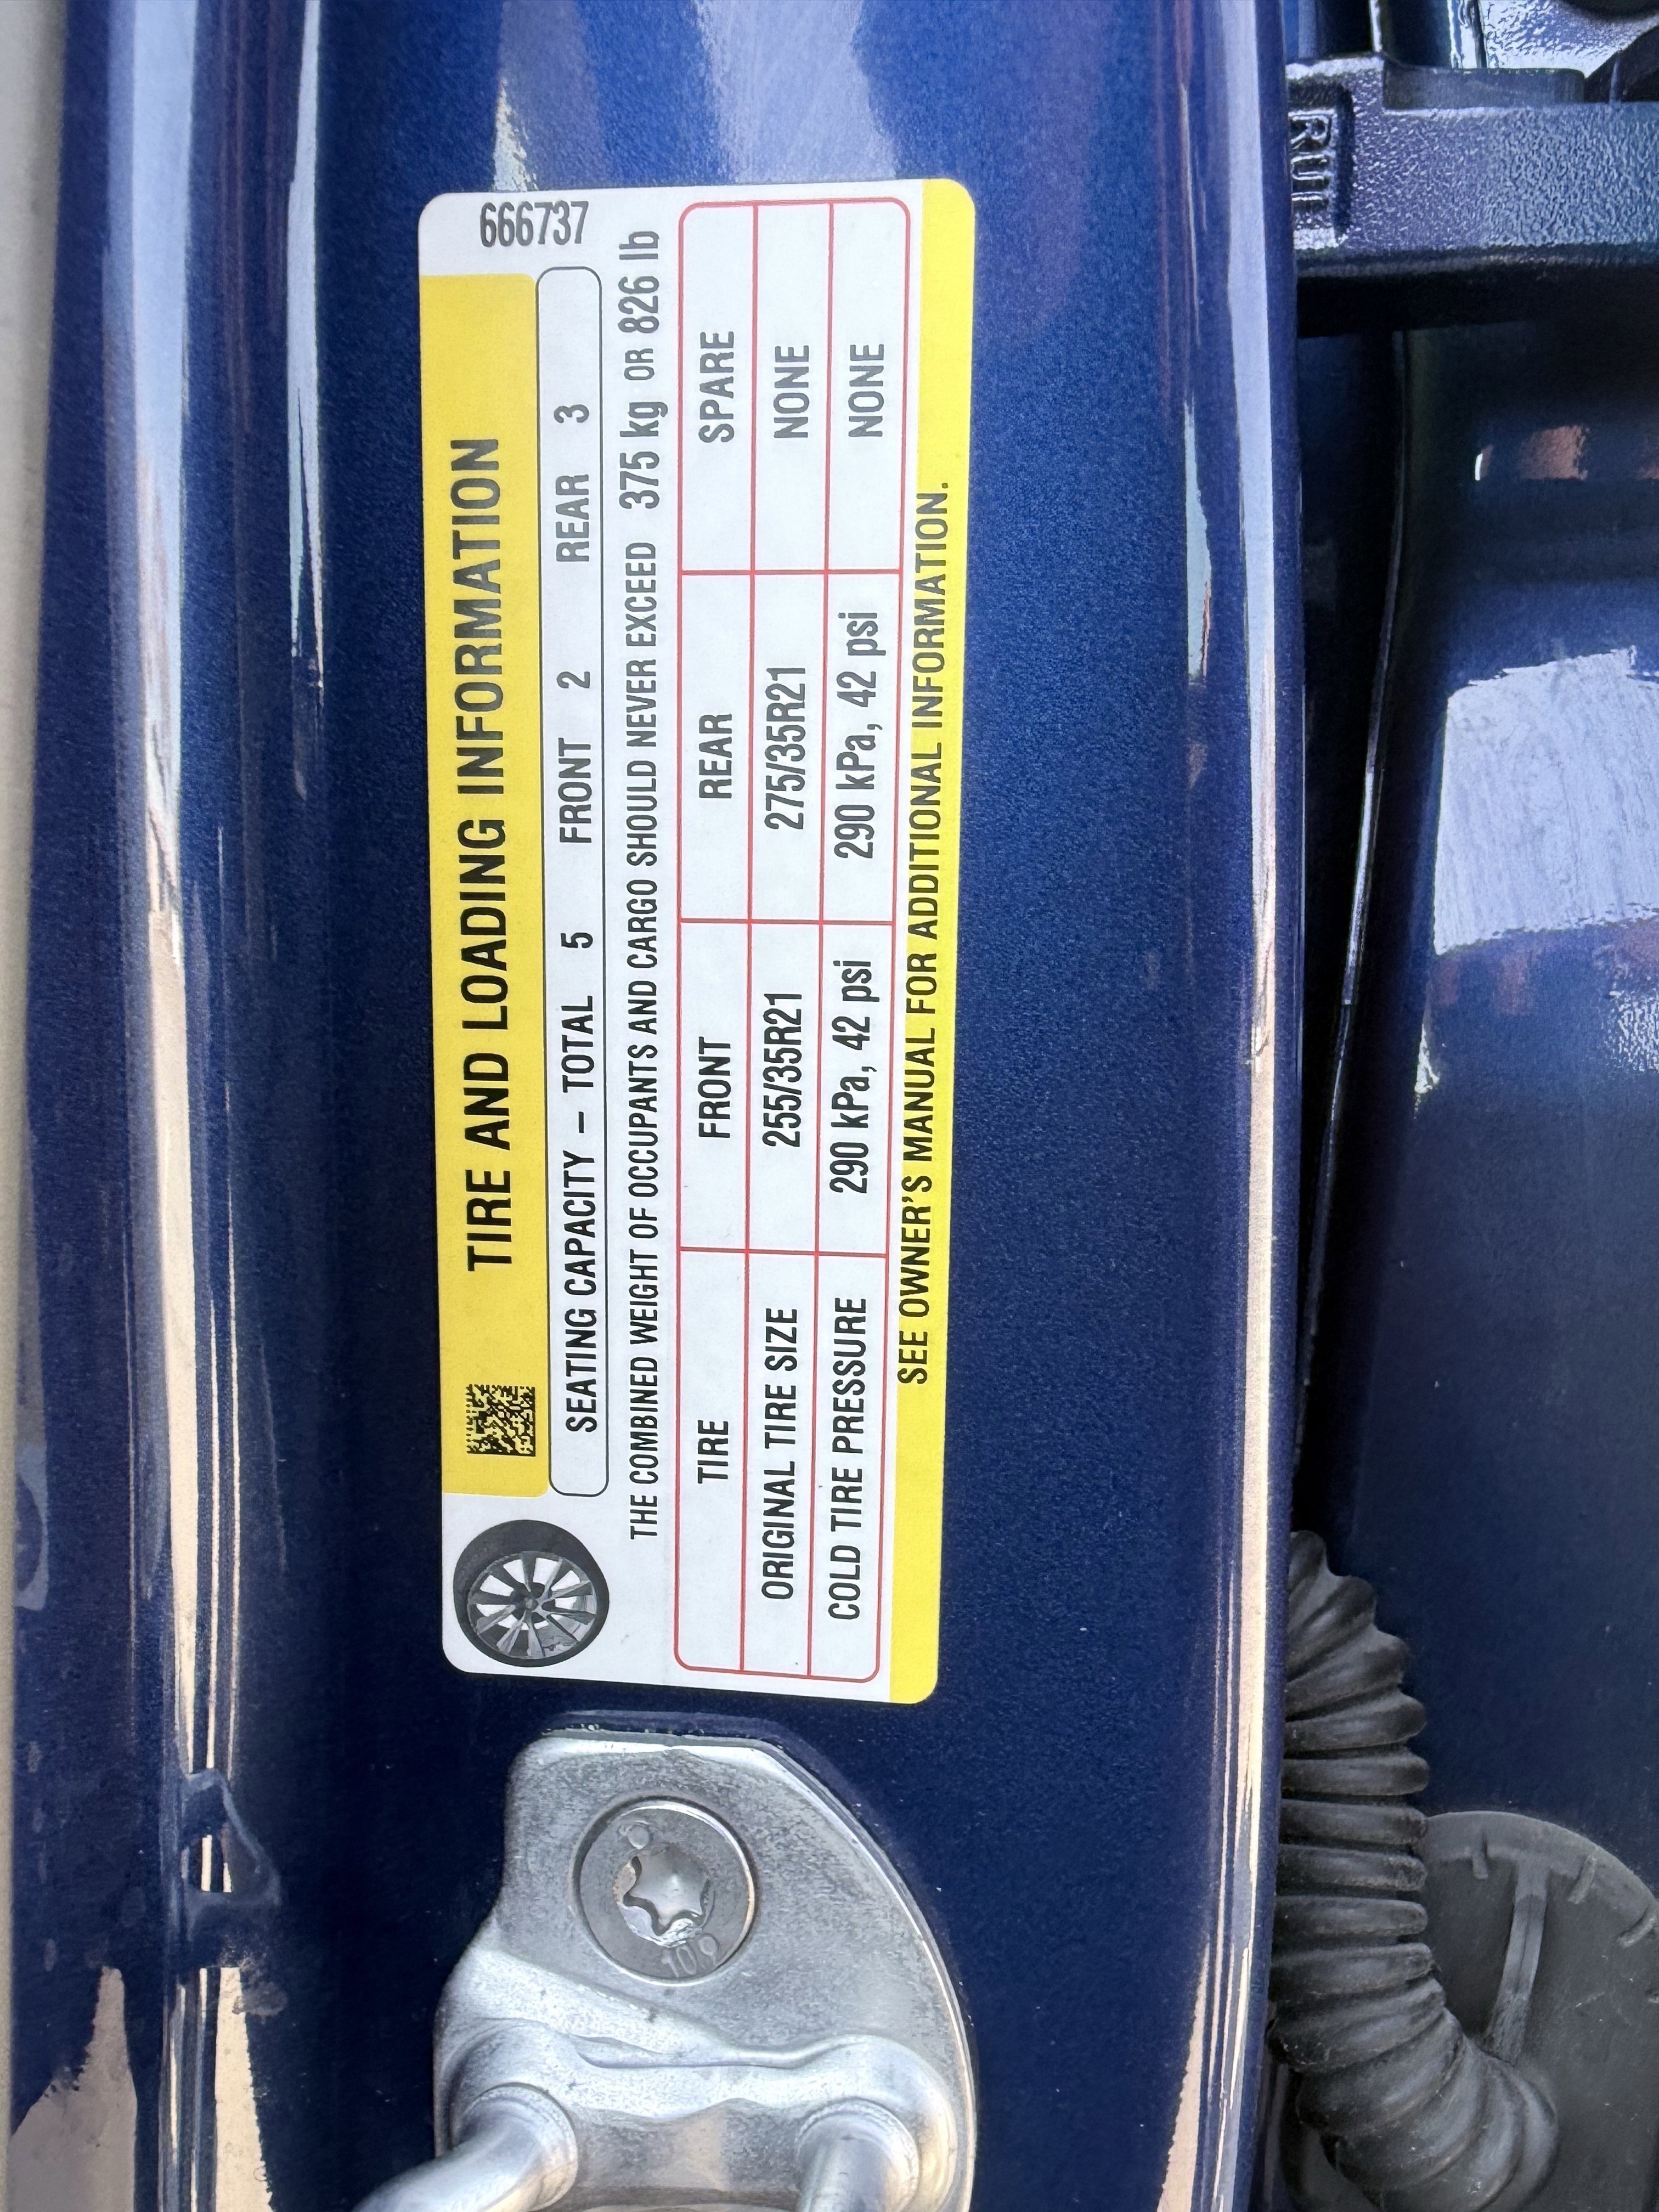 666737
TIRE AND LOADING INFORMATION
SEATING CAPACITY – TOTAL 5 FRONT 2 REAR 3
THE COMBINED WEIGHT OF OCCUPANTS AND CARGO SHOULD NEVER EXCEED 375 kg OR 826 lb
TIRE FRONT REAR SPARE
ORIGINAL TIRE SIZE 255/35R21 275/35R21 NONE
COLD TIRE PRESSURE 290 kPa, 42 psi 290 kPa, 42 psi NONE
SEE OWNER'S MANUAL FOR ADDITIONAL INFORMATION.